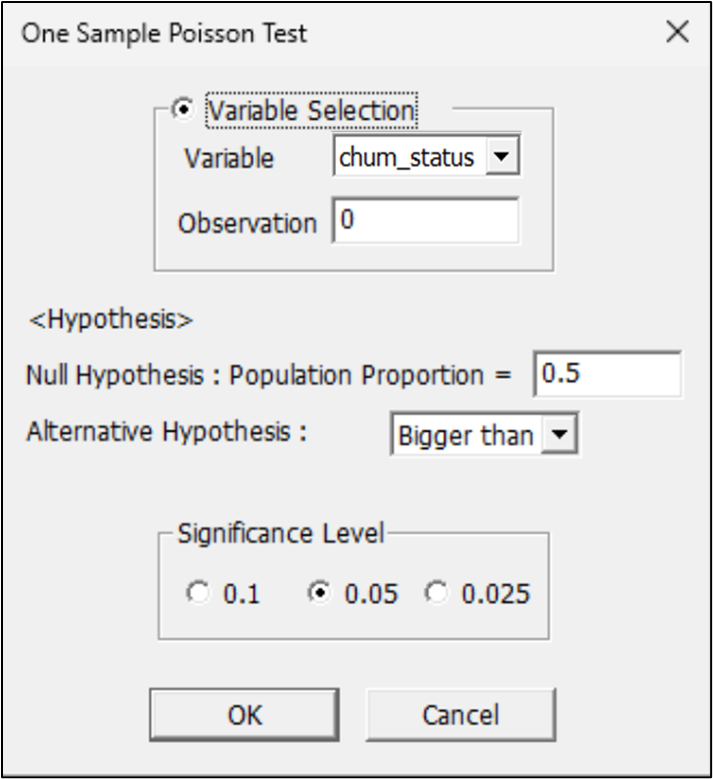 One Sample Poisson Test
Variable Selection
Variable chum_status
Observation 0
<Hypothesis>
Null Hypothesis : Population Proportion = 0.5
Alternative Hypothesis : Bigger than
Significance Level
0.1 0.05 0.025
OK Cancel